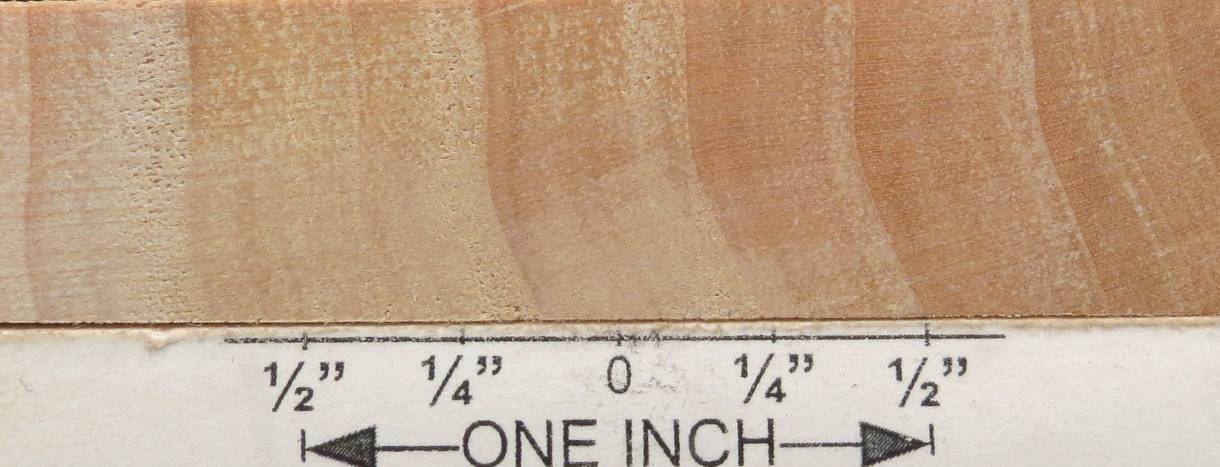 ½” ¼” 0 ¼” ½”
ONE INCH